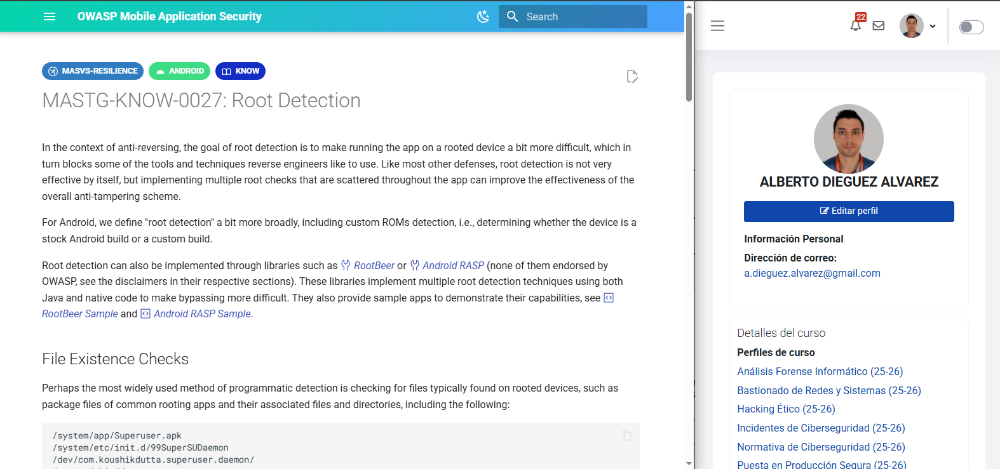 OWASP Mobile Application Security
Search
MASVS-RESILIENCE
ANDROID
KNOW
MASTG-KNOW-0027: Root Detection
In the context of anti-reversing, the goal of root detection is to make running the app on a rooted device a bit more difficult, which in
turn blocks some of the tools and techniques reverse engineers like to use. Like most other defenses, root detection is not very
effective by itself, but implementing multiple root checks that are scattered throughout the app can improve the effectiveness of the
overall anti-tampering scheme.
For Android, we define "root detection" a bit more broadly, including custom ROMs detection, i.e., determining whether the device is a
stock Android build or a custom build.
Root detection can also be implemented through libraries such as RootBeer or Android RASP (none of them endorsed by
OWASP, see the disclaimers in their respective sections). These libraries implement multiple root detection techniques using both
Java and native code to make bypassing more difficult. They also provide sample apps to demonstrate their capabilities, see
RootBeer Sample and Android RASP Sample.
File Existence Checks
Perhaps the most widely used method of programmatic detection is checking for files typically found on rooted devices, such as
package files of common rooting apps and their associated files and directories, including the following:
/system/app/Superuser.apk
/system/etc/init.d/99SuperSUDaemon
/dev/com.koushikdutta.superuser.daemon/
22
ALBERTO DIEGUEZ ALVAREZ
Editar perfil
Información Personal
Dirección de correo:
a.dieguez.alvarez@gmail.com
Detalles del curso
Perfiles de curso
Análisis Forense Informático (25-26)
Bastionado de Redes y Sistemas (25-26)
Hacking Ético (25-26)
Incidentes de Ciberseguridad (25-26)
Normativa de Ciberseguridad (25-26)
Puesta en Producción Segura (25-26)